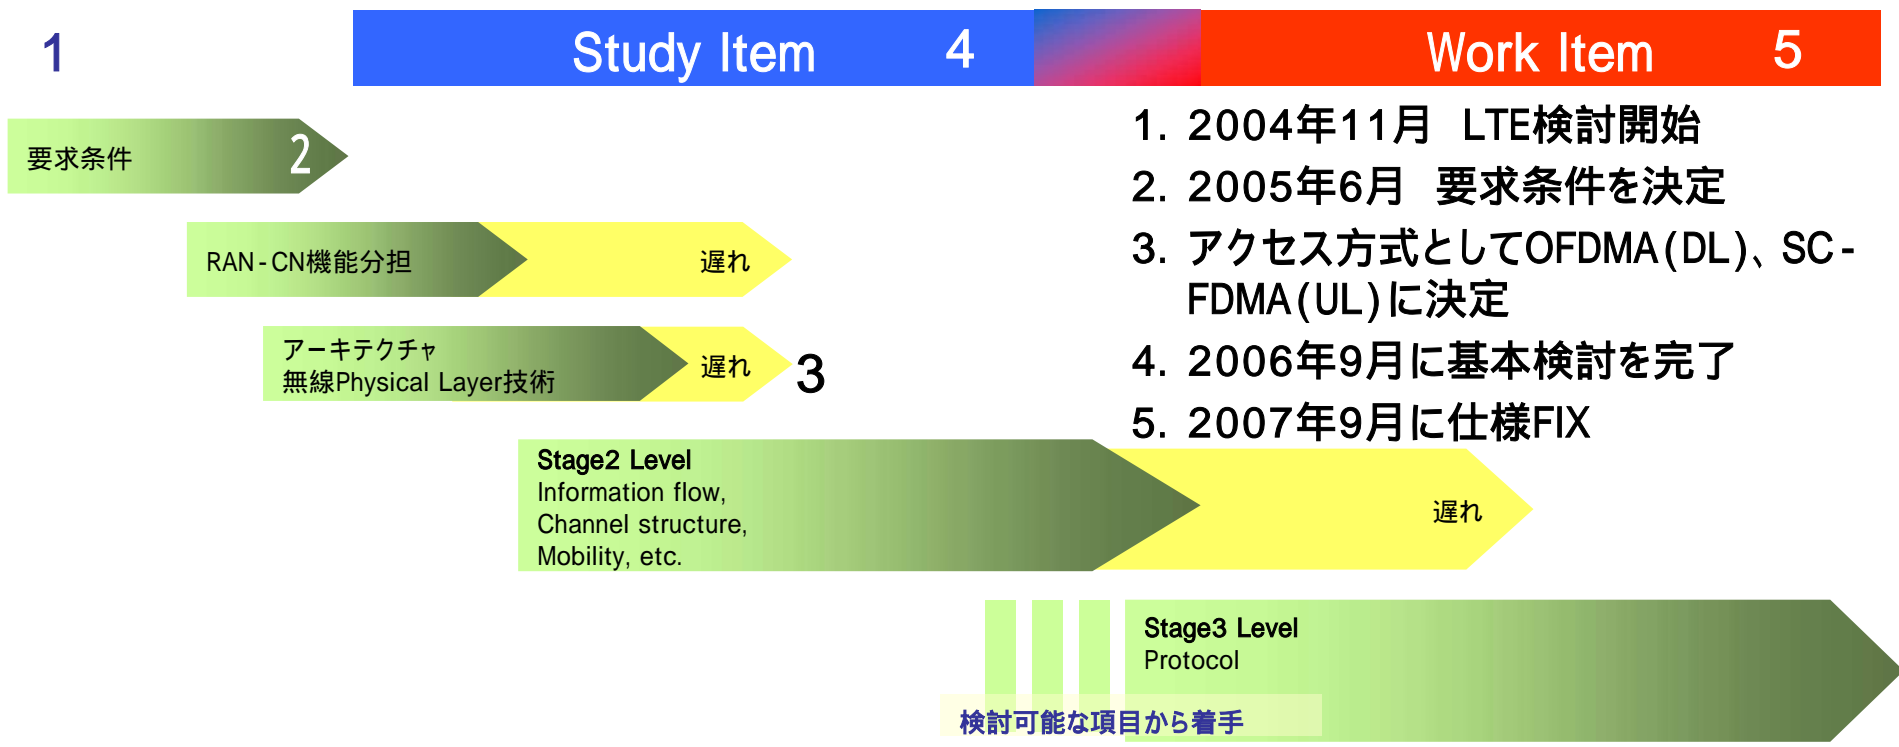 1
Study Item 4
Work Item 5
要求条件 2
RAN-CN機能分担
遅れ
アーキテクチャ
無線Physical Layer技術
遅れ
3
1. 2004年11月 LTE検討開始
2. 2005年6月 要求条件を決定
3. アクセス方式としてOFDMA(DL)、SC-
FDMA(UL)に決定
4. 2006年9月に基本検討を完了
5. 2007年9月に仕様FIX
Stage2 Level
Information flow,
Channel structure,
Mobility, etc.
遅れ
Stage3 Level
Protocol
検討可能な項目から着手